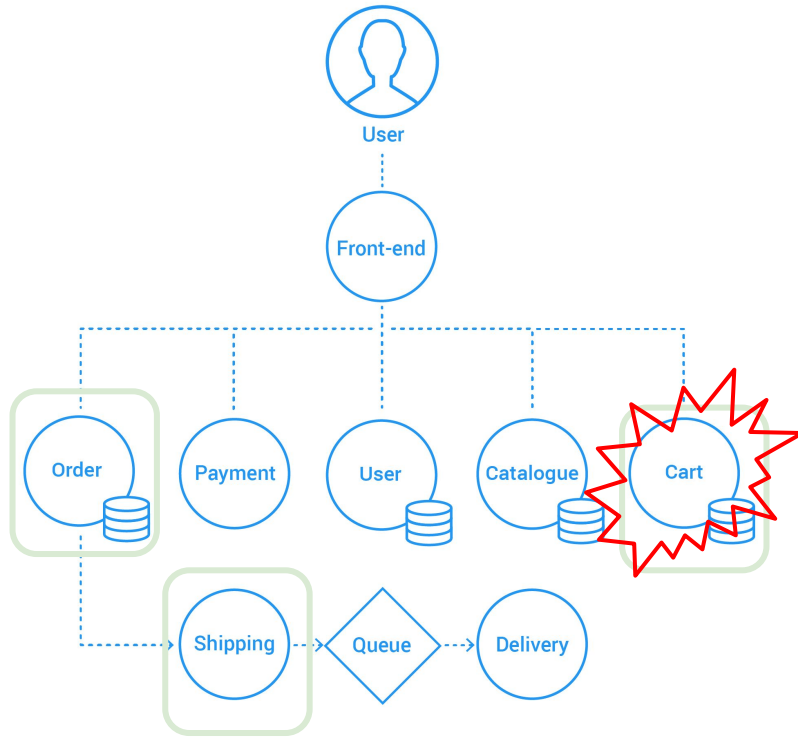 User
Front-end
Order
Payment
User
Catalogue
Cart
Shipping
Queue
Delivery